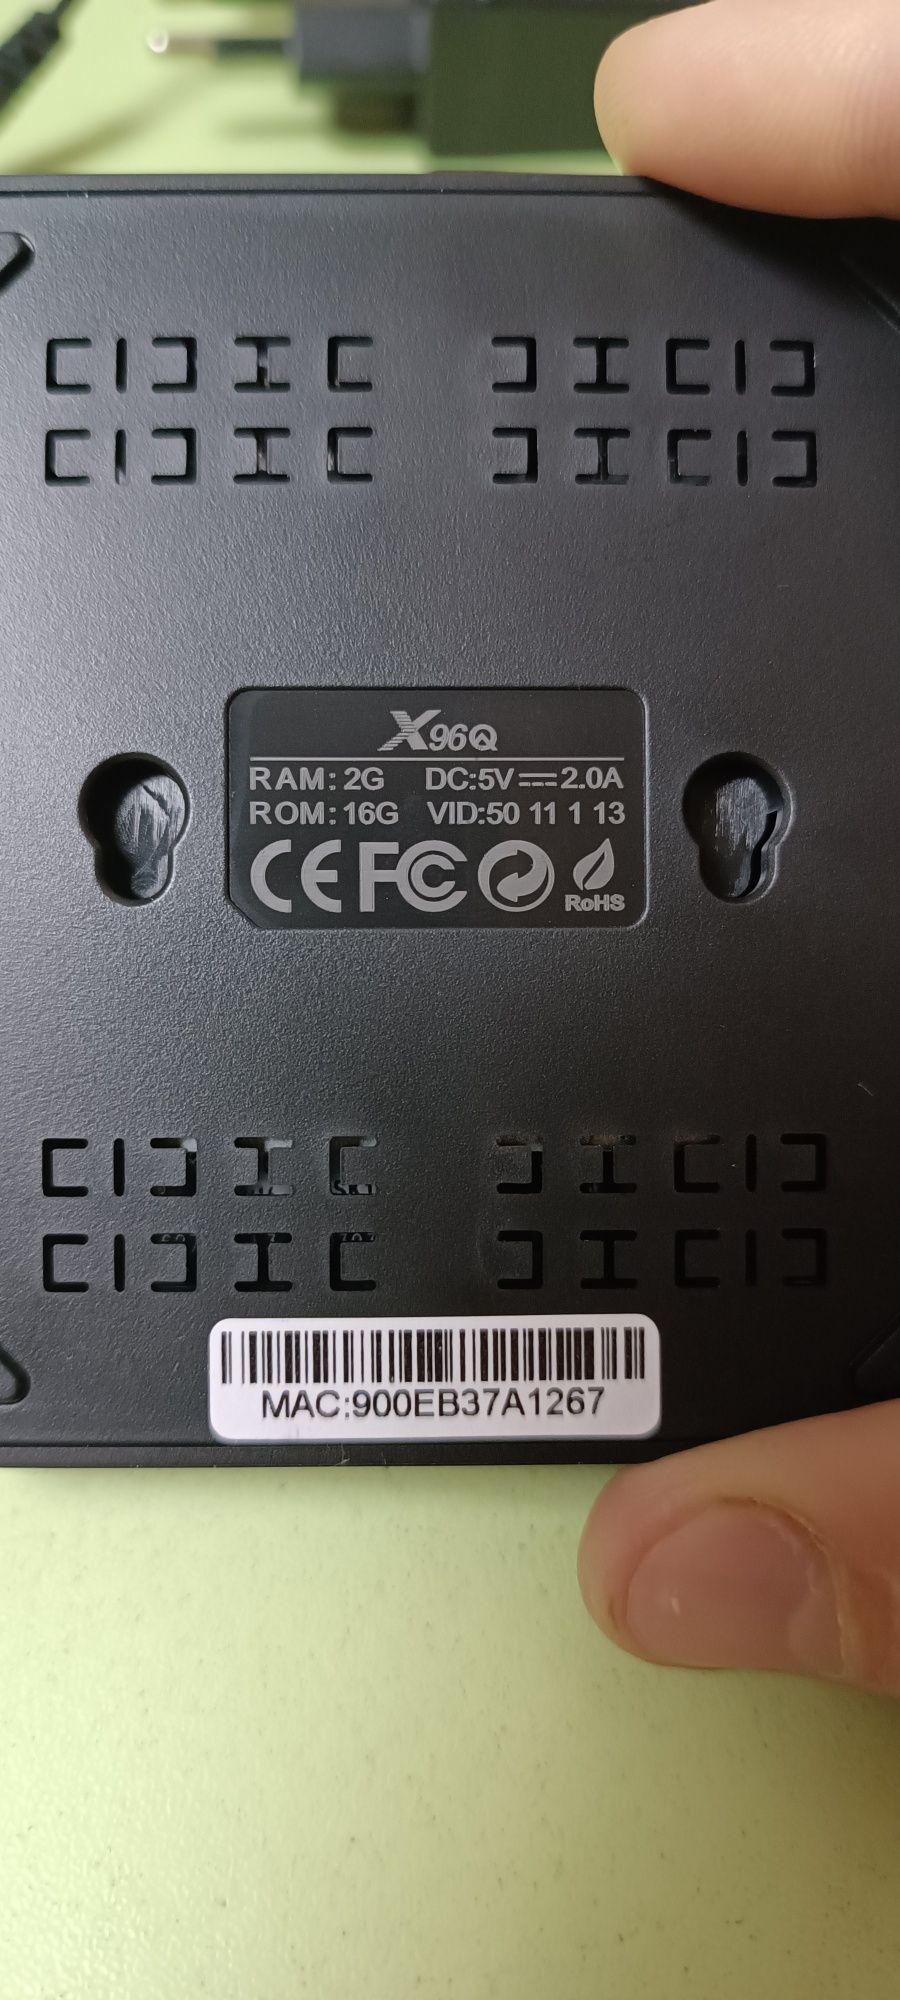 X96Q
RAM: 2G DC:5V⎓2.0A
ROM: 16G VID:50 11 1 13
CE FC RoHS
MAC:900EB37A1267